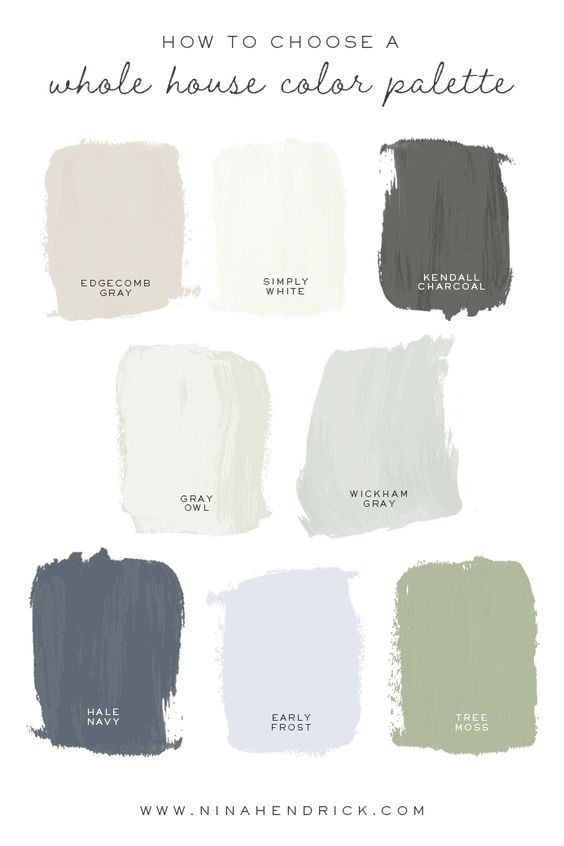 HOW TO CHOOSE A
whole house color palette
EDGECOMB
GRAY
SIMPLY
WHITE
KENDALL
CHARCOAL
GRAY
OWL
WICKHAM
GRAY
HALE
NAVY
EARLY
FROST
TREE
MOSS
WWW.NINAHENDRICK.COM